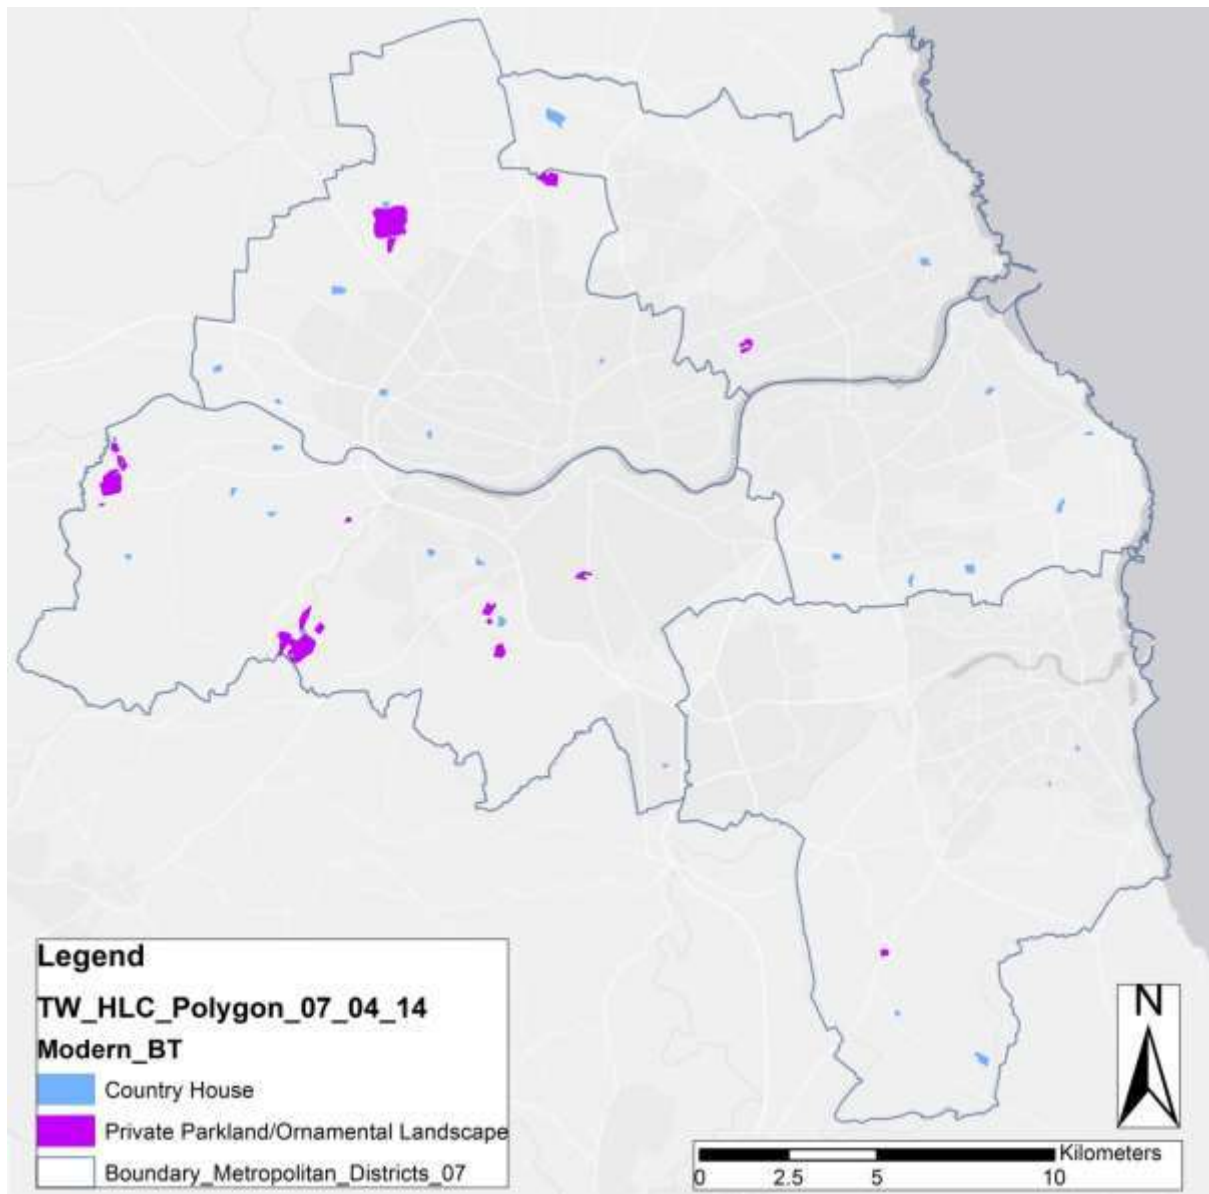 Legend
TW_HLC_Polygon_07_04_14
Modern_BT
Country House
Private Parkland/Ornamental Landscape
Boundary_Metropolitan_Districts_07
N
Kilometers
0 2.5 5 10